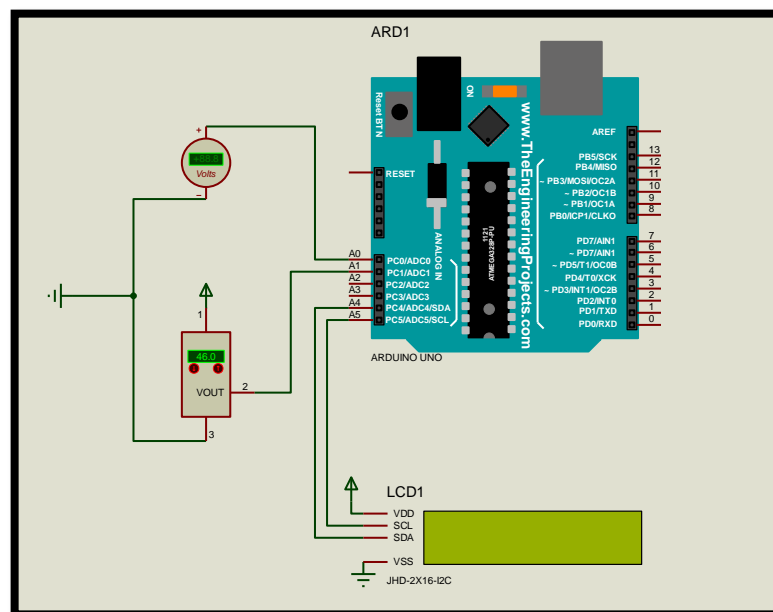 ARD1
ON
Reset BTN
www.TheEngineeringProjects.com
ANALOG IN
1121
ATMEGA328P-PU
RESET
A0 PC0/ADC0
A1 PC1/ADC1
A2 PC2/ADC2
A3 PC3/ADC3
A4 PC4/ADC4/SDA
A5 PC5/ADC5/SCL
AREF
PB5/SCK 13
PB4/MISO 12
~ PB3/MOSI/OC2A 11
~ PB2/OC1B 10
~ PB1/OC1A 9
PB0/ICP1/CLKO 8
PD7/AIN1 7
~ PD7/AIN1 6
~ PD5/T1/OC0B 5
PD4/T0/XCK 4
~ PD3/INT1/OC2B 3
PD2/INT0 2
PD1/TXD 1
PD0/RXD 0
ARDUINO UNO
+
+88.8
Volts
−
1
46.0
VOUT 2
3
LCD1
VDD
SCL
SDA
VSS
JHD-2X16-I2C